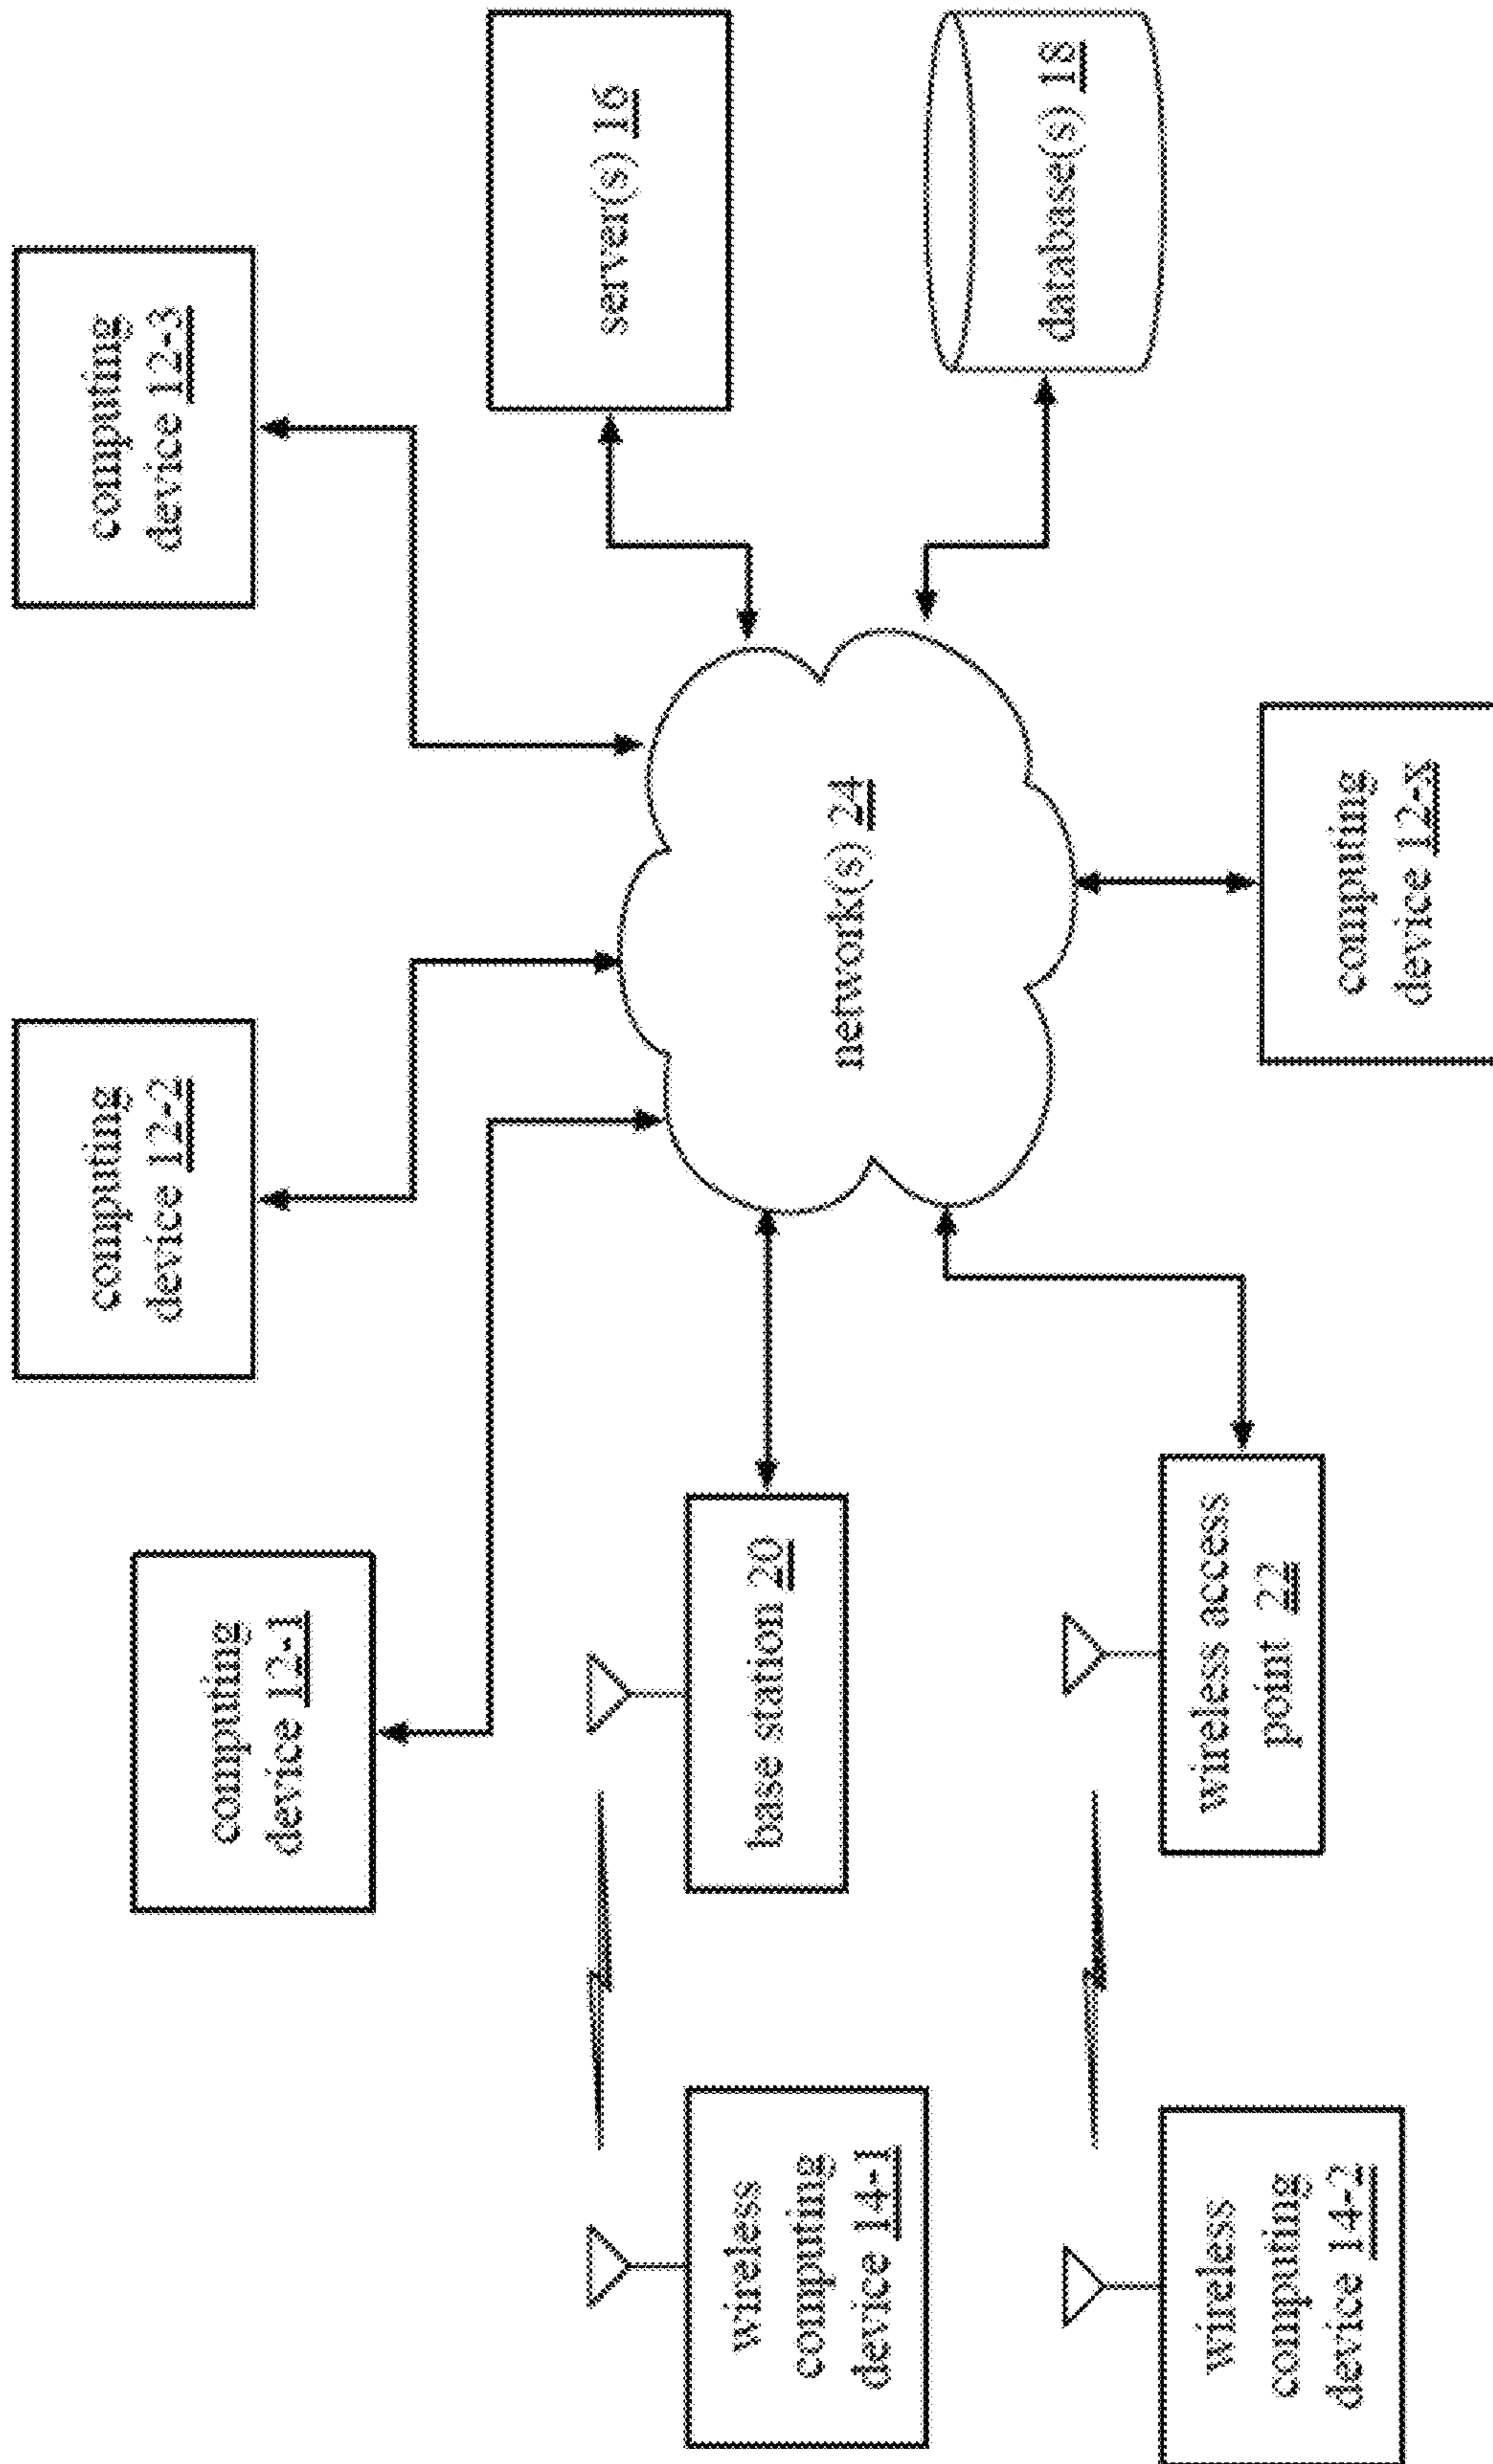 computing
device 12-1
computing
device 12-2
computing
device 12-3
wireless
computing
device 14-1
base station 20
server(s) 16
network(s) 24
wireless
computing
device 14-2
wireless access
point 22
database(s) 18
computing
device 12-x